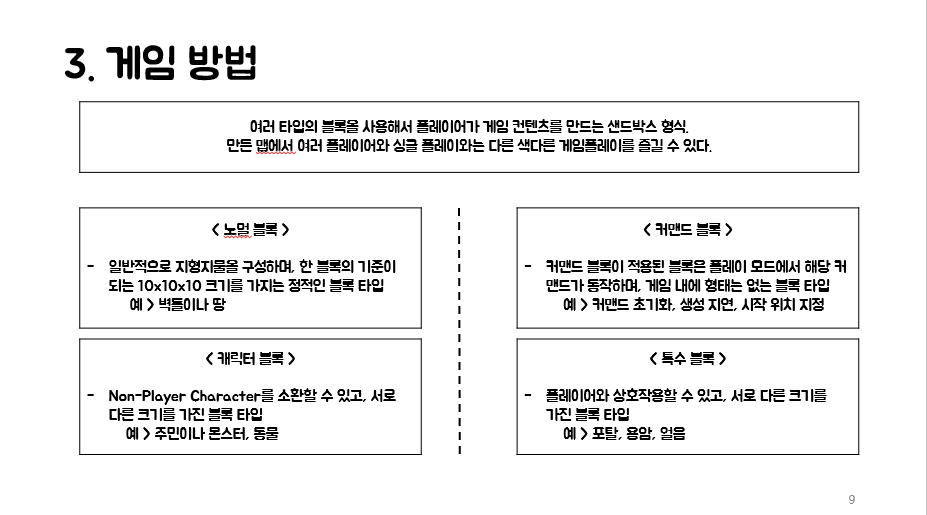 3. 게임 방법
여러 타입의 블록을 사용해서 플레이어가 게임 컨텐츠를 만드는 샌드박스 형식.
만든 맵에서 여러 플레이어와 싱글 플레이와는 다른 색다른 게임플레이를 즐길 수 있다.
< 노멀 블록 >
- 일반적으로 지형지물을 구성하며, 한 블록의 기준이
되는 10x10x10 크기를 가지는 정적인 블록 타입
예 > 벽돌이나 땅
< 캐릭터 블록 >
- Non-Player Character를 소환할 수 있고, 서로
다른 크기를 가진 블록 타입
예 > 주민이나 몬스터, 동물
< 커맨드 블록 >
- 커맨드 블록이 적용된 블록은 플레이 모드에서 해당 커
맨드가 동작하며, 게임 내에 형태는 없는 블록 타입
예 > 커맨드 초기화, 생성 지연, 시작 위치 지정
< 특수 블록 >
- 플레이어와 상호작용할 수 있고, 서로 다른 크기를
가진 블록 타입
예 > 포탈, 용암, 얼음
9